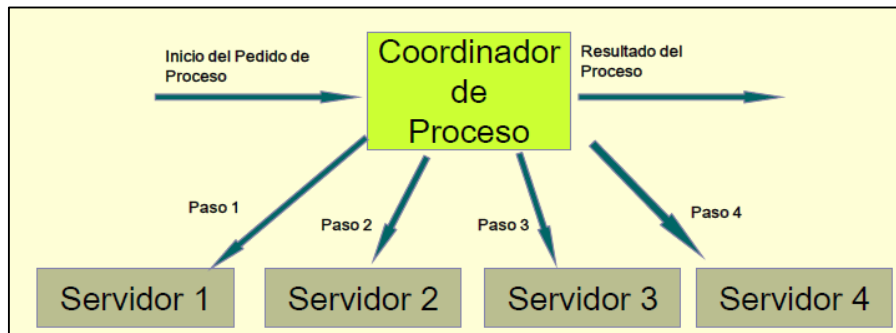 Inicio del Pedido de
Proceso
Coordinador
de
Proceso
Resultado del
Proceso
Paso 1
Paso 2
Paso 3
Paso 4
Servidor 1
Servidor 2
Servidor 3
Servidor 4